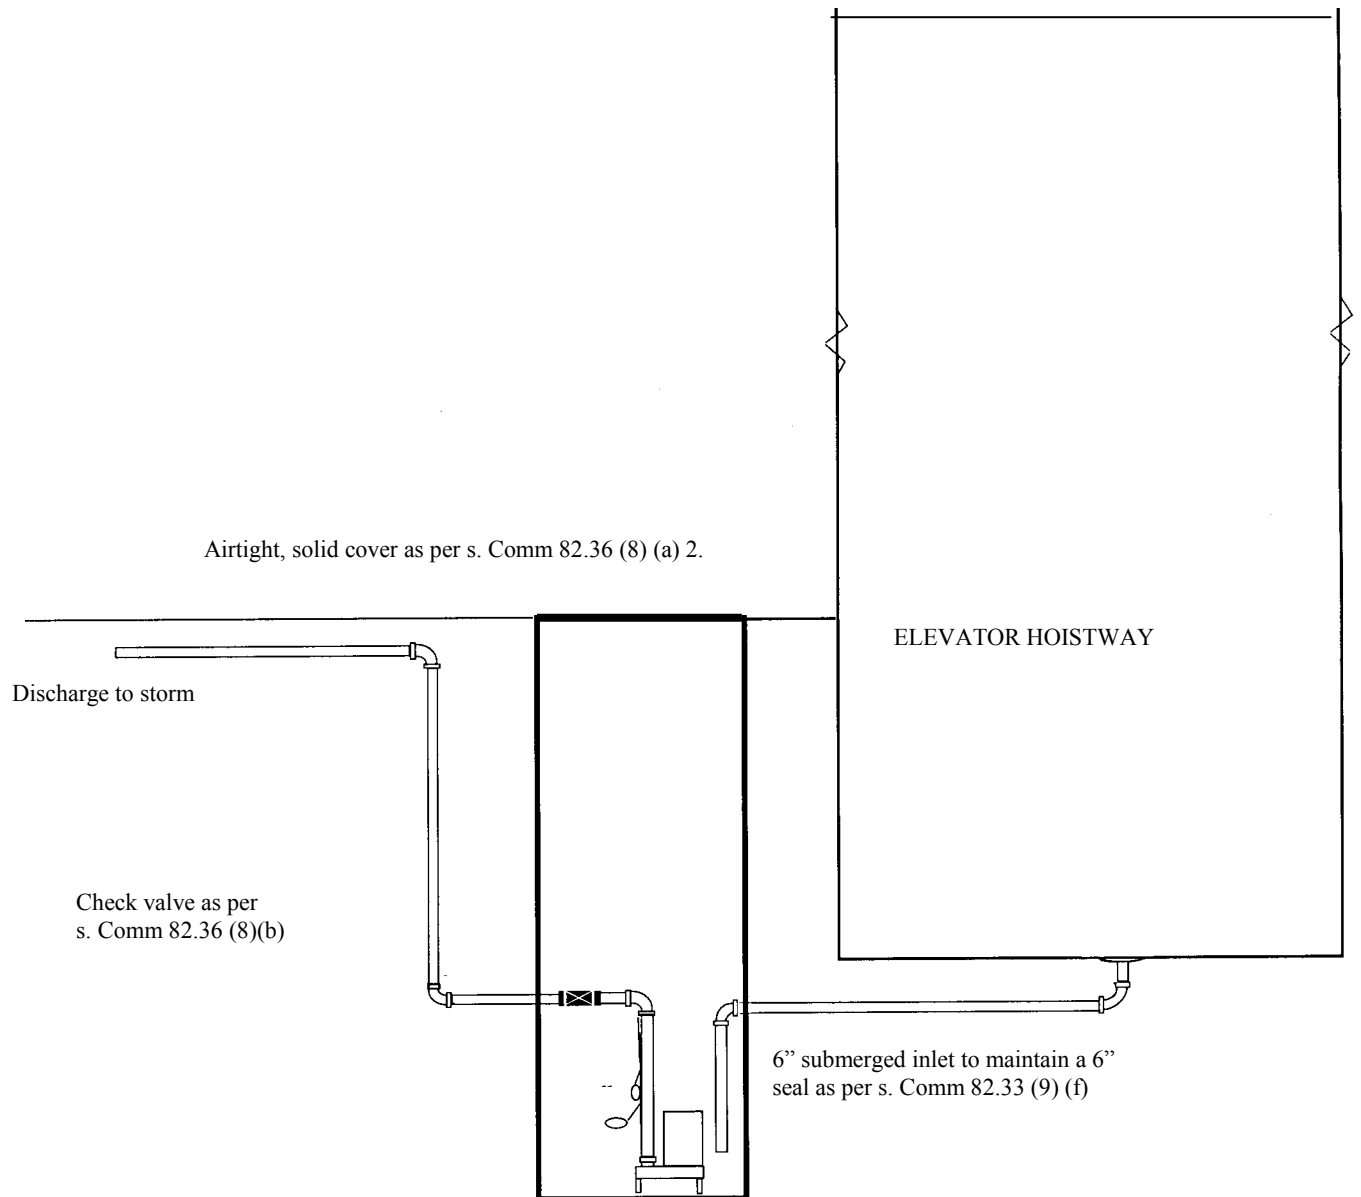 Airtight, solid cover as per s. Comm 82.36 (8) (a) 2.
ELEVATOR HOISTWAY
Discharge to storm
Check valve as per
s. Comm 82.36 (8)(b)
6” submerged inlet to maintain a 6”
seal as per s. Comm 82.33 (9) (f)